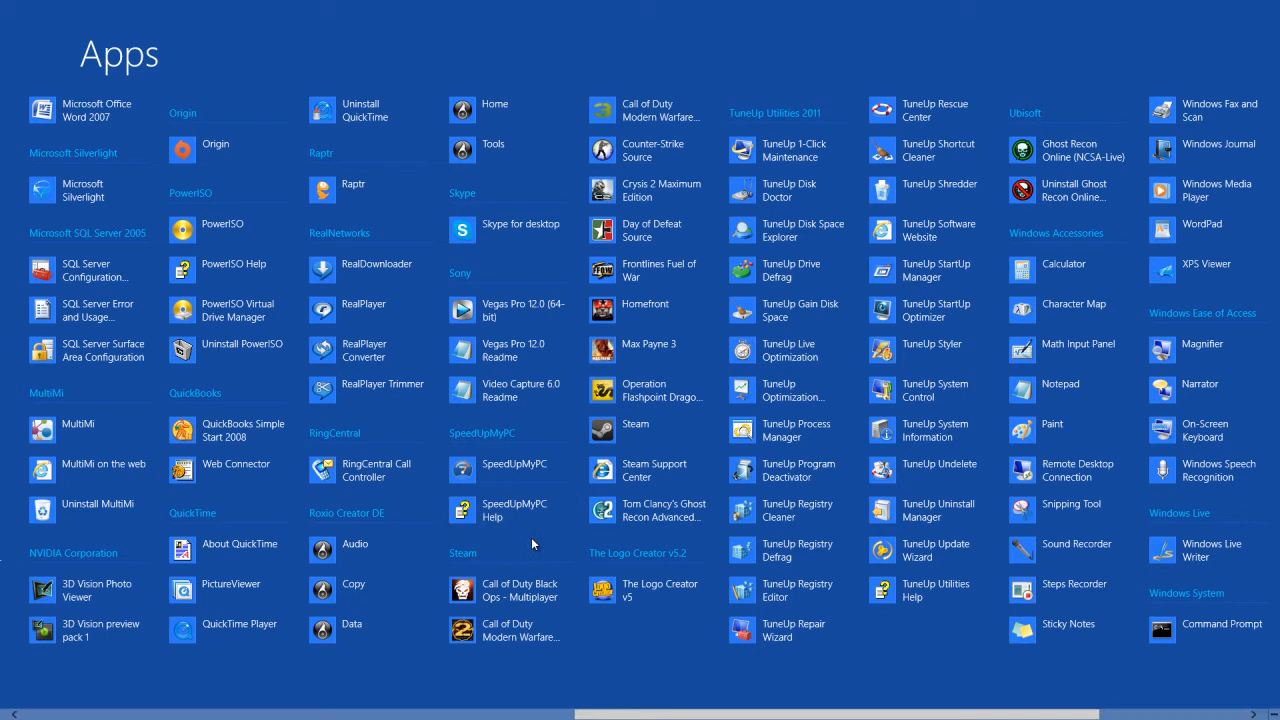 Apps
Microsoft Office
Word 2007
Microsoft Silverlight
Microsoft
Silverlight
Microsoft SQL Server 2005
SQL Server
Configuration...
SQL Server Error
and Usage...
SQL Server Surface
Area Configuration
MultiMi
MultiMi
MultiMi on the web
Uninstall MultiMi
NVIDIA Corporation
3D Vision Photo
Viewer
3D Vision preview
pack 1
Origin
Origin
PowerISO
PowerISO
PowerISO Help
PowerISO Virtual
Drive Manager
Uninstall PowerISO
QuickBooks
QuickBooks Simple
Start 2008
Web Connector
QuickTime
About QuickTime
PictureViewer
QuickTime Player
Uninstall
QuickTime
Raptr
Raptr
RealNetworks
RealDownloader
RealPlayer
RealPlayer
Converter
RealPlayer Trimmer
RingCentral
RingCentral Call
Controller
Roxio Creator DE
Audio
Copy
Data
Home
Tools
Skype
Skype for desktop
Sony
Vegas Pro 12.0 (64-
bit)
Vegas Pro 12.0
Readme
Video Capture 6.0
Readme
SpeedUpMyPC
SpeedUpMyPC
SpeedUpMyPC
Help
Steam
Call of Duty Black
Ops - Multiplayer
Call of Duty
Modern Warfare...
Call of Duty
Modern Warfare...
Counter-Strike
Source
Crysis 2 Maximum
Edition
Day of Defeat
Source
Frontlines Fuel of
War
Homefront
Max Payne 3
Operation
Flashpoint Drago...
Steam
Steam Support
Center
Tom Clancy's Ghost
Recon Advanced...
The Logo Creator v5.2
The Logo Creator
v5
TuneUp Utilities 2011
TuneUp 1-Click
Maintenance
TuneUp Disk
Doctor
TuneUp Disk Space
Explorer
TuneUp Drive
Defrag
TuneUp Gain Disk
Space
TuneUp Live
Optimization
TuneUp
Optimization...
TuneUp Process
Manager
TuneUp Program
Deactivator
TuneUp Registry
Cleaner
TuneUp Registry
Defrag
TuneUp Registry
Editor
TuneUp Repair
Wizard
TuneUp Rescue
Center
TuneUp Shortcut
Cleaner
TuneUp Shredder
TuneUp Software
Website
TuneUp StartUp
Manager
TuneUp StartUp
Optimizer
TuneUp Styler
TuneUp System
Control
TuneUp System
Information
TuneUp Undelete
TuneUp Uninstall
Manager
TuneUp Update
Wizard
TuneUp Utilities
Help
Ubisoft
Ghost Recon
Online (NCSA-Live)
Uninstall Ghost
Recon Online...
Windows Accessories
Calculator
Character Map
Math Input Panel
Notepad
Paint
Remote Desktop
Connection
Snipping Tool
Sound Recorder
Steps Recorder
Sticky Notes
Windows Fax and
Scan
Windows Journal
Windows Media
Player
WordPad
XPS Viewer
Windows Ease of Access
Magnifier
Narrator
On-Screen
Keyboard
Windows Speech
Recognition
Windows Live
Windows Live
Writer
Windows System
Command Prompt